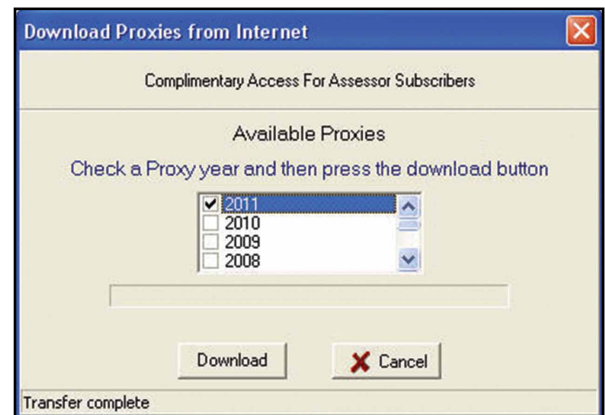 Download Proxies from Internet
Complimentary Access For Assessor Subscribers
Available Proxies
Check a Proxy year and then press the download button
2011
2010
2009
2008
Download
Cancel
Transfer complete